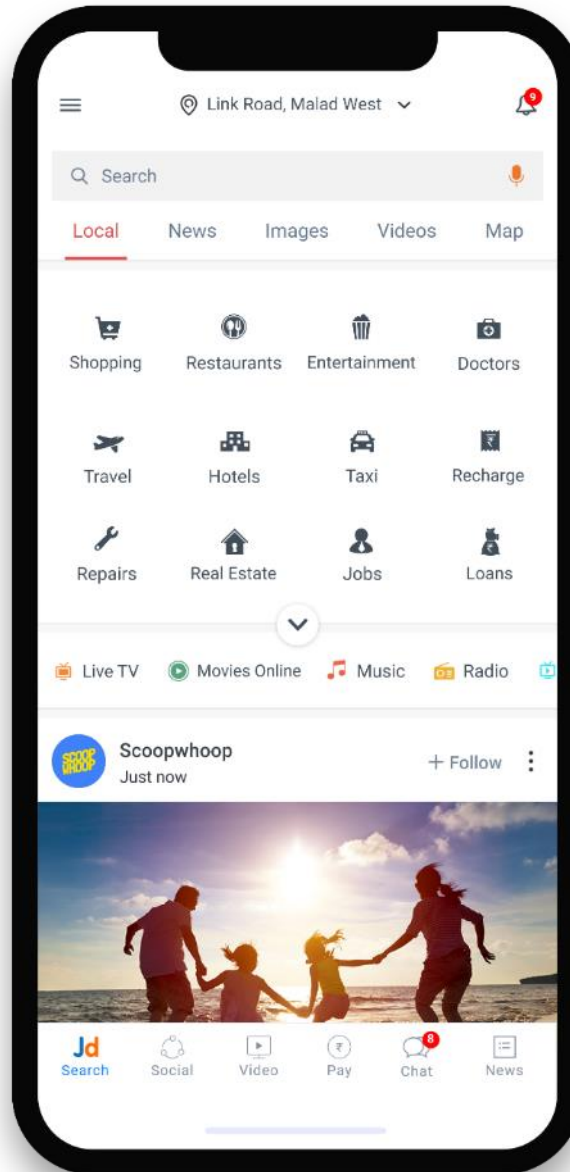 Link Road, Malad West
9
Search
Local News Images Videos Map
Shopping Restaurants Entertainment Doctors
Travel Hotels Taxi Recharge
Repairs Real Estate Jobs Loans
Live TV Movies Online Music Radio
SCOOP
WHOOP
Scoopwhoop
Just now
+ Follow
Jd
8
Search Social Video Pay Chat News